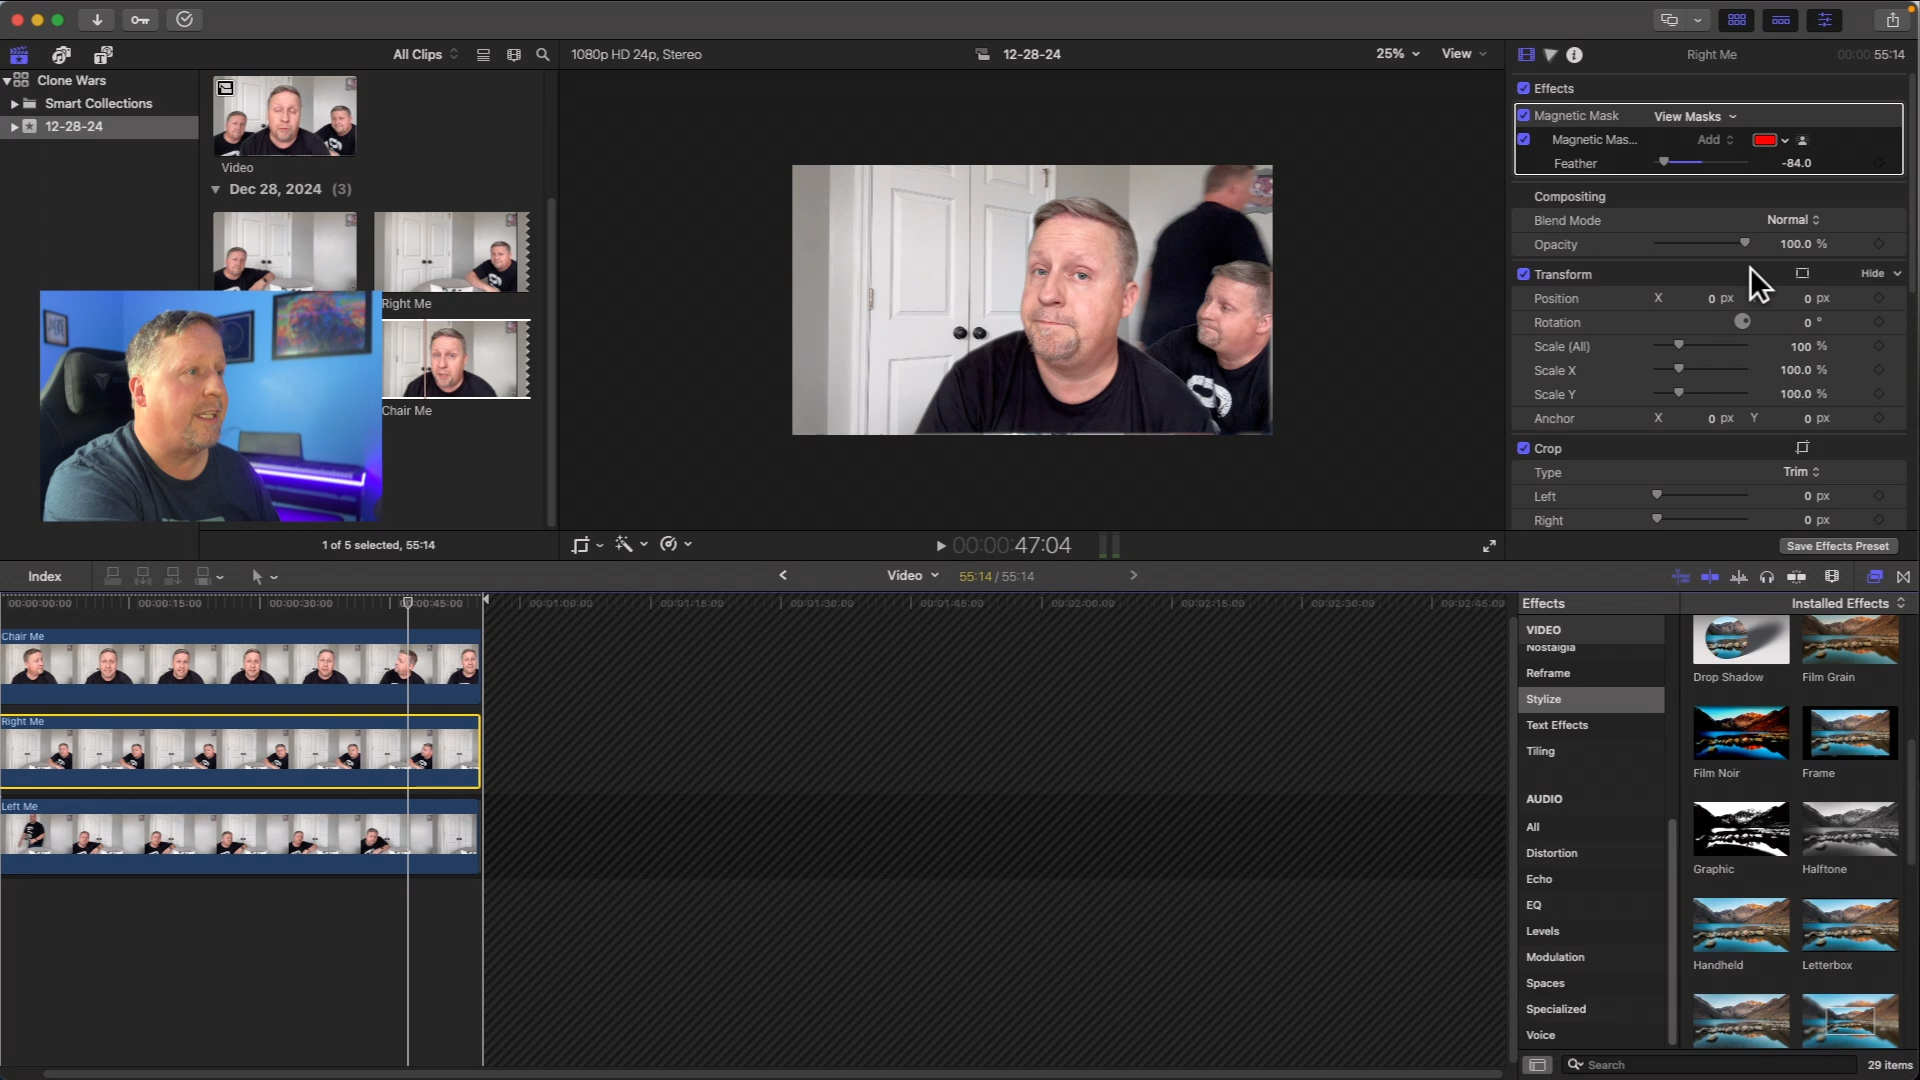 All Clips
1080p HD 24p, Stereo
12-28-24
25%
View
Right Me
00:00:55:14
Clone Wars
Smart Collections
12-28-24
Video
Dec 28, 2024 (3)
Right Me
Chair Me
1 of 5 selected, 55:14
00:00:47:04
Effects
Magnetic Mask View Masks
Magnetic Mas... Add
Feather -84.0
Compositing
Blend Mode Normal
Opacity 100.0 %
Transform Hide
Position X 0 px 0 px
Rotation 0 °
Scale (All) 100 %
Scale X 100.0 %
Scale Y 100.0 %
Anchor X 0 px Y 0 px
Crop
Type Trim
Left 0 px
Right 0 px
Save Effects Preset
Index
Video
55:14 / 55:14
00:00:00:00 00:00:15:00 00:00:30:00 00:00:45:00 00:01:00:00 00:01:15:00 00:01:30:00 00:01:45:00 00:02:00:00 00:02:15:00 00:02:30:00 00:02:45:00
Chair Me
Right Me
Left Me
Effects
Installed Effects
VIDEO
Nostalgia
Reframe
Stylize
Text Effects
Tiling
AUDIO
All
Distortion
Echo
EQ
Levels
Modulation
Spaces
Specialized
Voice
Drop Shadow Film Grain
Film Noir Frame
Graphic Halftone
Handheld Letterbox
Search
29 items